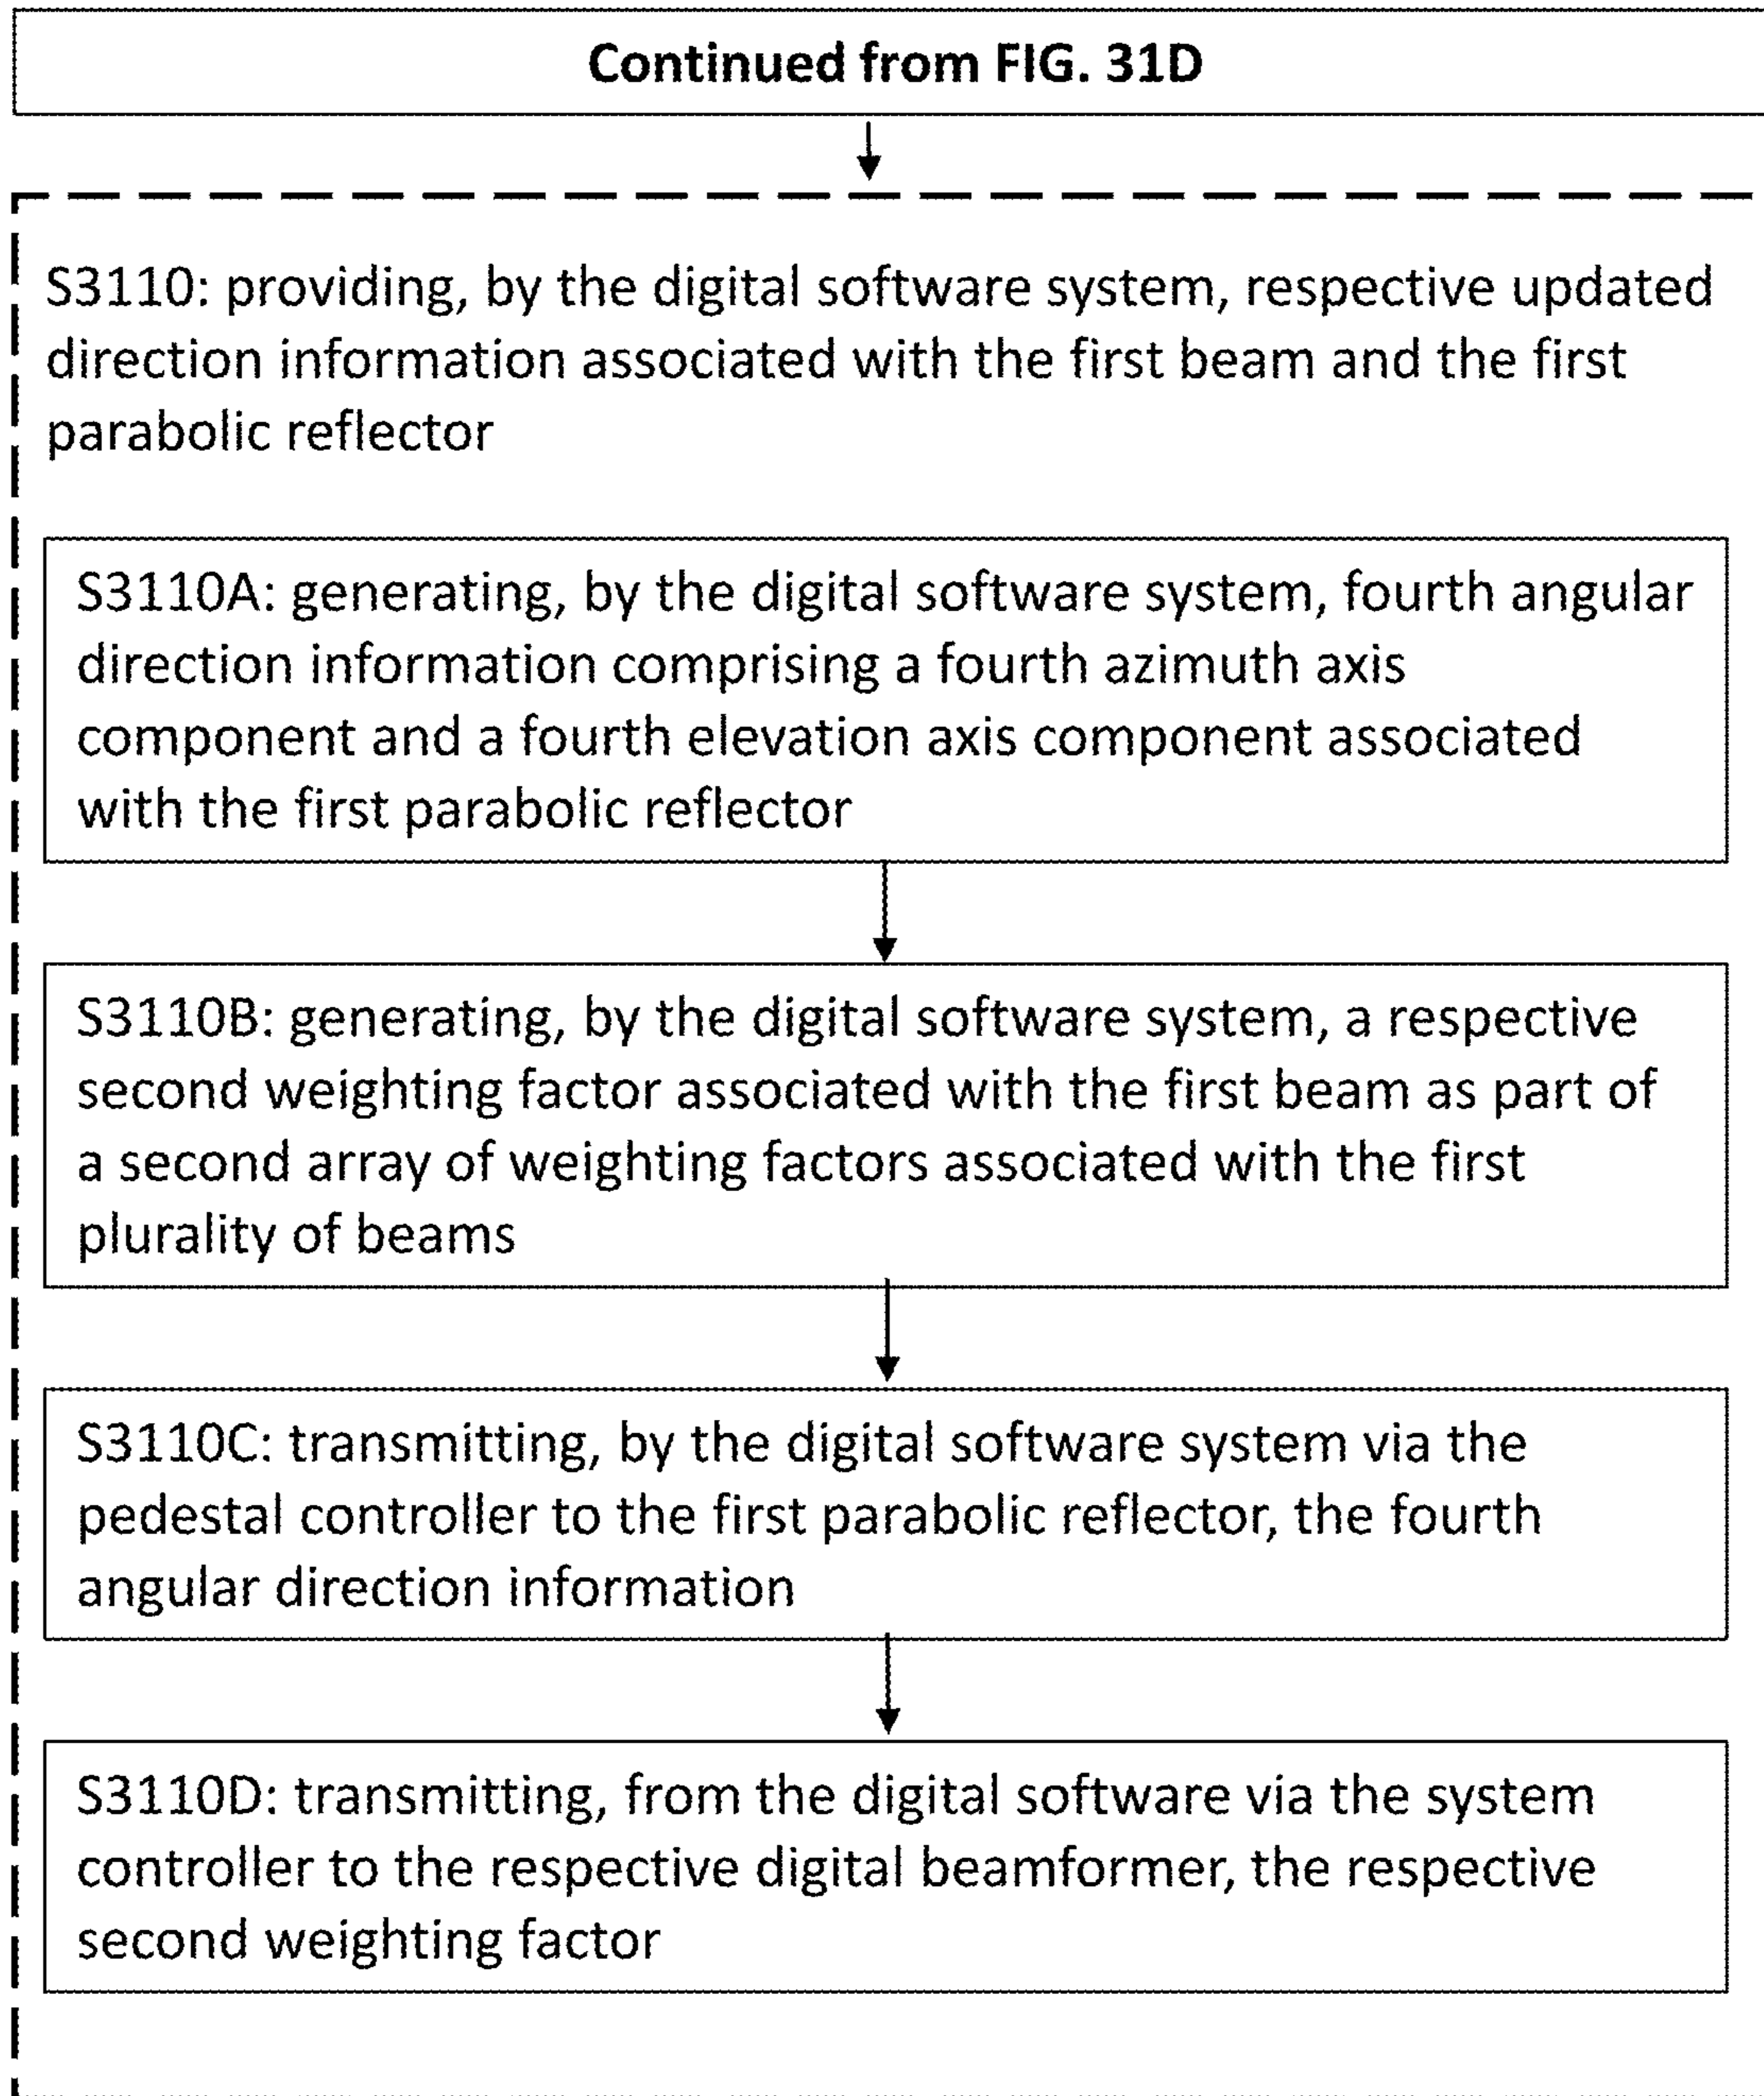 Continued from FIG. 31D
S3110: providing, by the digital software system, respective updated
direction information associated with the first beam and the first
parabolic reflector
S3110A: generating, by the digital software system, fourth angular
direction information comprising a fourth azimuth axis
component and a fourth elevation axis component associated
with the first parabolic reflector
S3110B: generating, by the digital software system, a respective
second weighting factor associated with the first beam as part of
a second array of weighting factors associated with the first
plurality of beams
S3110C: transmitting, by the digital software system via the
pedestal controller to the first parabolic reflector, the fourth
angular direction information
S3110D: transmitting, from the digital software via the system
controller to the respective digital beamformer, the respective
second weighting factor